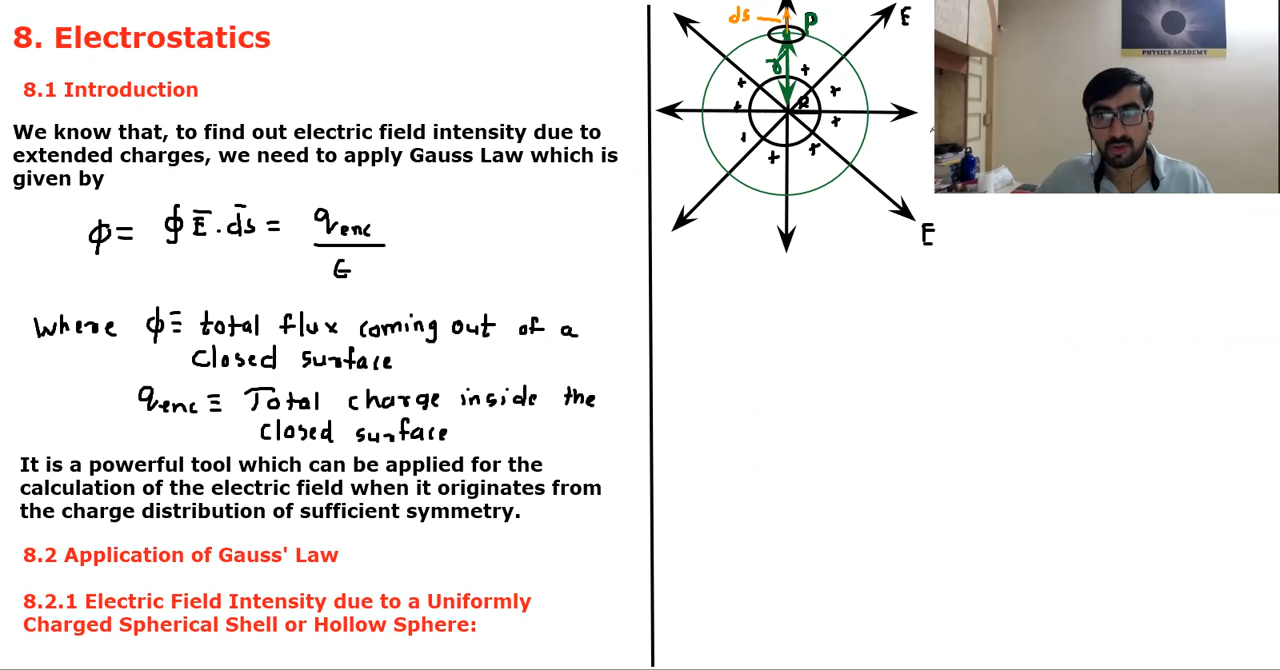 8. Electrostatics
8.1 Introduction
We know that, to find out electric field intensity due to
extended charges, we need to apply Gauss Law which is
given by
ϕ = ∮ E̅ . d̅s = qenc / ϵ
where ϕ ≡ total flux coming out of a
closed surface
qenc ≡ Total charge inside the
closed surface
It is a powerful tool which can be applied for the
calculation of the electric field when it originates from
the charge distribution of sufficient symmetry.
8.2 Application of Gauss' Law
8.2.1 Electric Field Intensity due to a Uniformly
Charged Spherical Shell or Hollow Sphere:
ds
P
E
r
R
E
PHYSICS ACADEMY